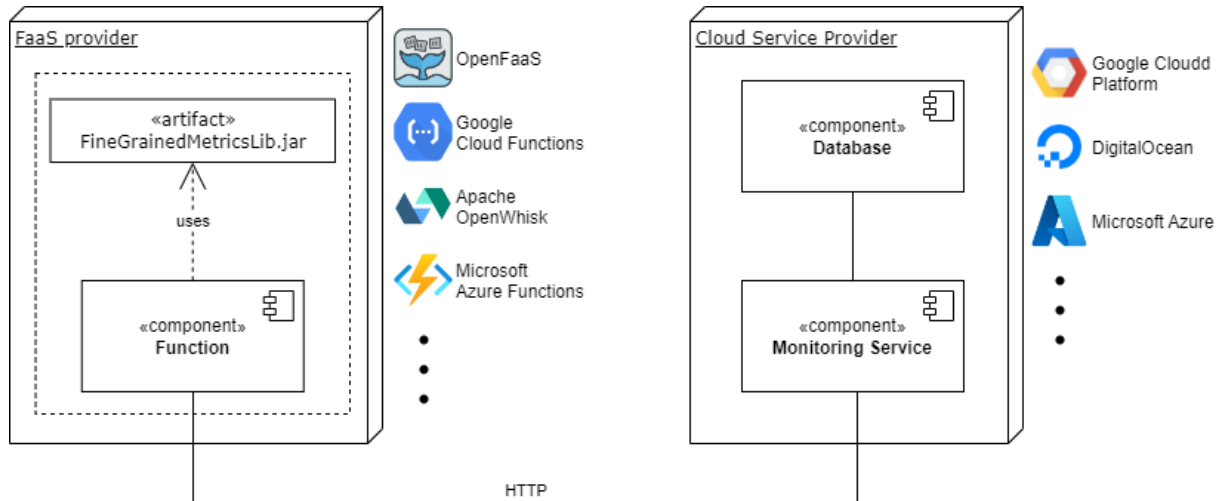 FaaS provider
«artifact»
FineGrainedMetricsLib.jar
uses
«component»
Function
OpenFaaS
Google
Cloud Functions
Apache
OpenWhisk
Microsoft
Azure Functions
HTTP
Cloud Service Provider
«component»
Database
«component»
Monitoring Service
Google Cloudd
Platform
DigitalOcean
Microsoft Azure